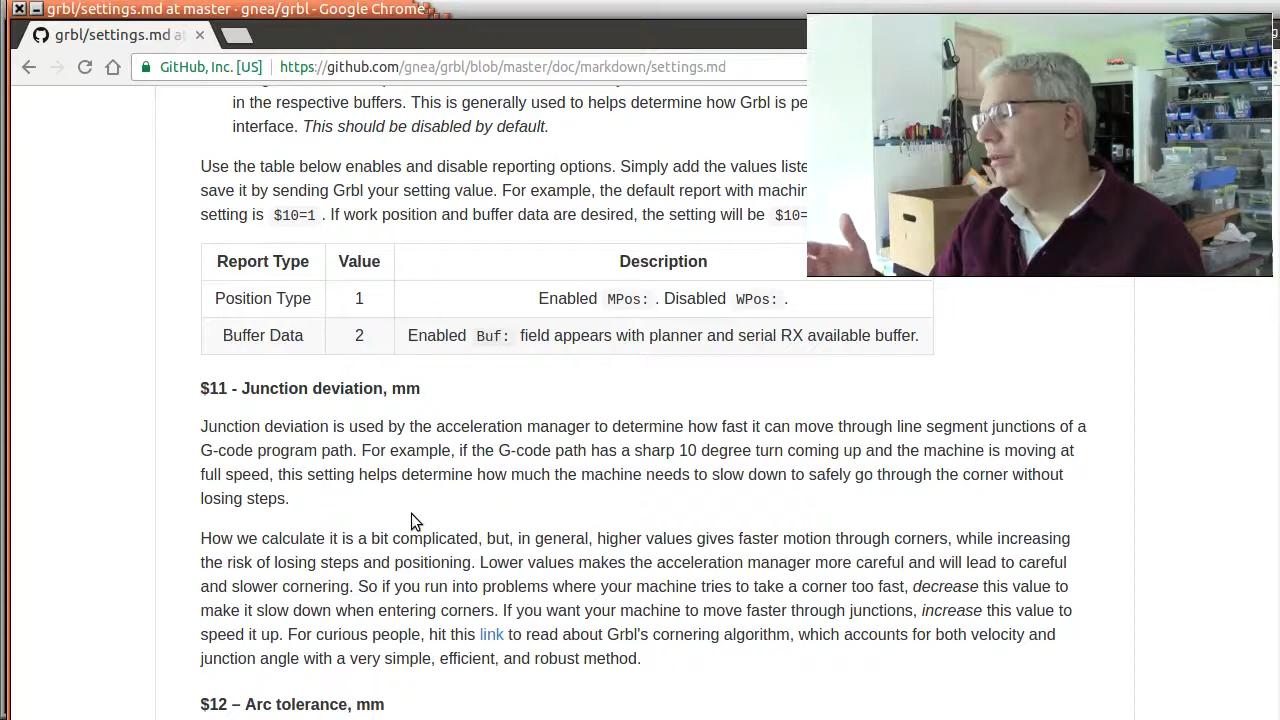 grbl/settings.md at master · gnea/grbl - Google Chrome
grbl/settings.md at
GitHub, Inc. [US] https://github.com/gnea/grbl/blob/master/doc/markdown/settings.md
in the respective buffers. This is generally used to helps determine how Grbl is pe
interface. This should be disabled by default.
Use the table below enables and disable reporting options. Simply add the values liste
save it by sending Grbl your setting value. For example, the default report with machin
setting is $10=1 . If work position and buffer data are desired, the setting will be $10=
Report Type Value Description
Position Type 1 Enabled MPos: . Disabled WPos: .
Buffer Data 2 Enabled Buf: field appears with planner and serial RX available buffer.
$11 - Junction deviation, mm
Junction deviation is used by the acceleration manager to determine how fast it can move through line segment junctions of a
G-code program path. For example, if the G-code path has a sharp 10 degree turn coming up and the machine is moving at
full speed, this setting helps determine how much the machine needs to slow down to safely go through the corner without
losing steps.
How we calculate it is a bit complicated, but, in general, higher values gives faster motion through corners, while increasing
the risk of losing steps and positioning. Lower values makes the acceleration manager more careful and will lead to careful
and slower cornering. So if you run into problems where your machine tries to take a corner too fast, decrease this value to
make it slow down when entering corners. If you want your machine to move faster through junctions, increase this value to
speed it up. For curious people, hit this link to read about Grbl's cornering algorithm, which accounts for both velocity and
junction angle with a very simple, efficient, and robust method.
$12 – Arc tolerance, mm